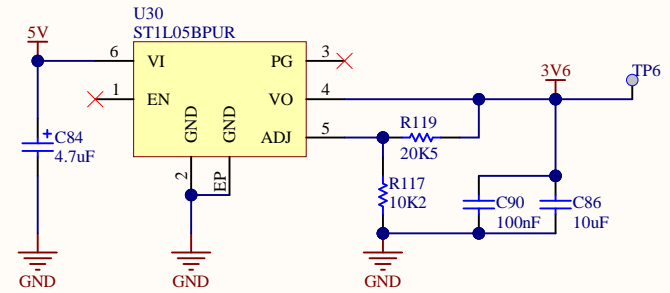 U30
ST1L05BPUR
5V
6
VI
PG
3
1
EN
VO
4
GND
GND
ADJ
5
2
EP
+
C84
4.7uF
R119
20K5
R117
10K2
3V6
TP6
C90
100nF
C86
10uF
GND
GND
GND